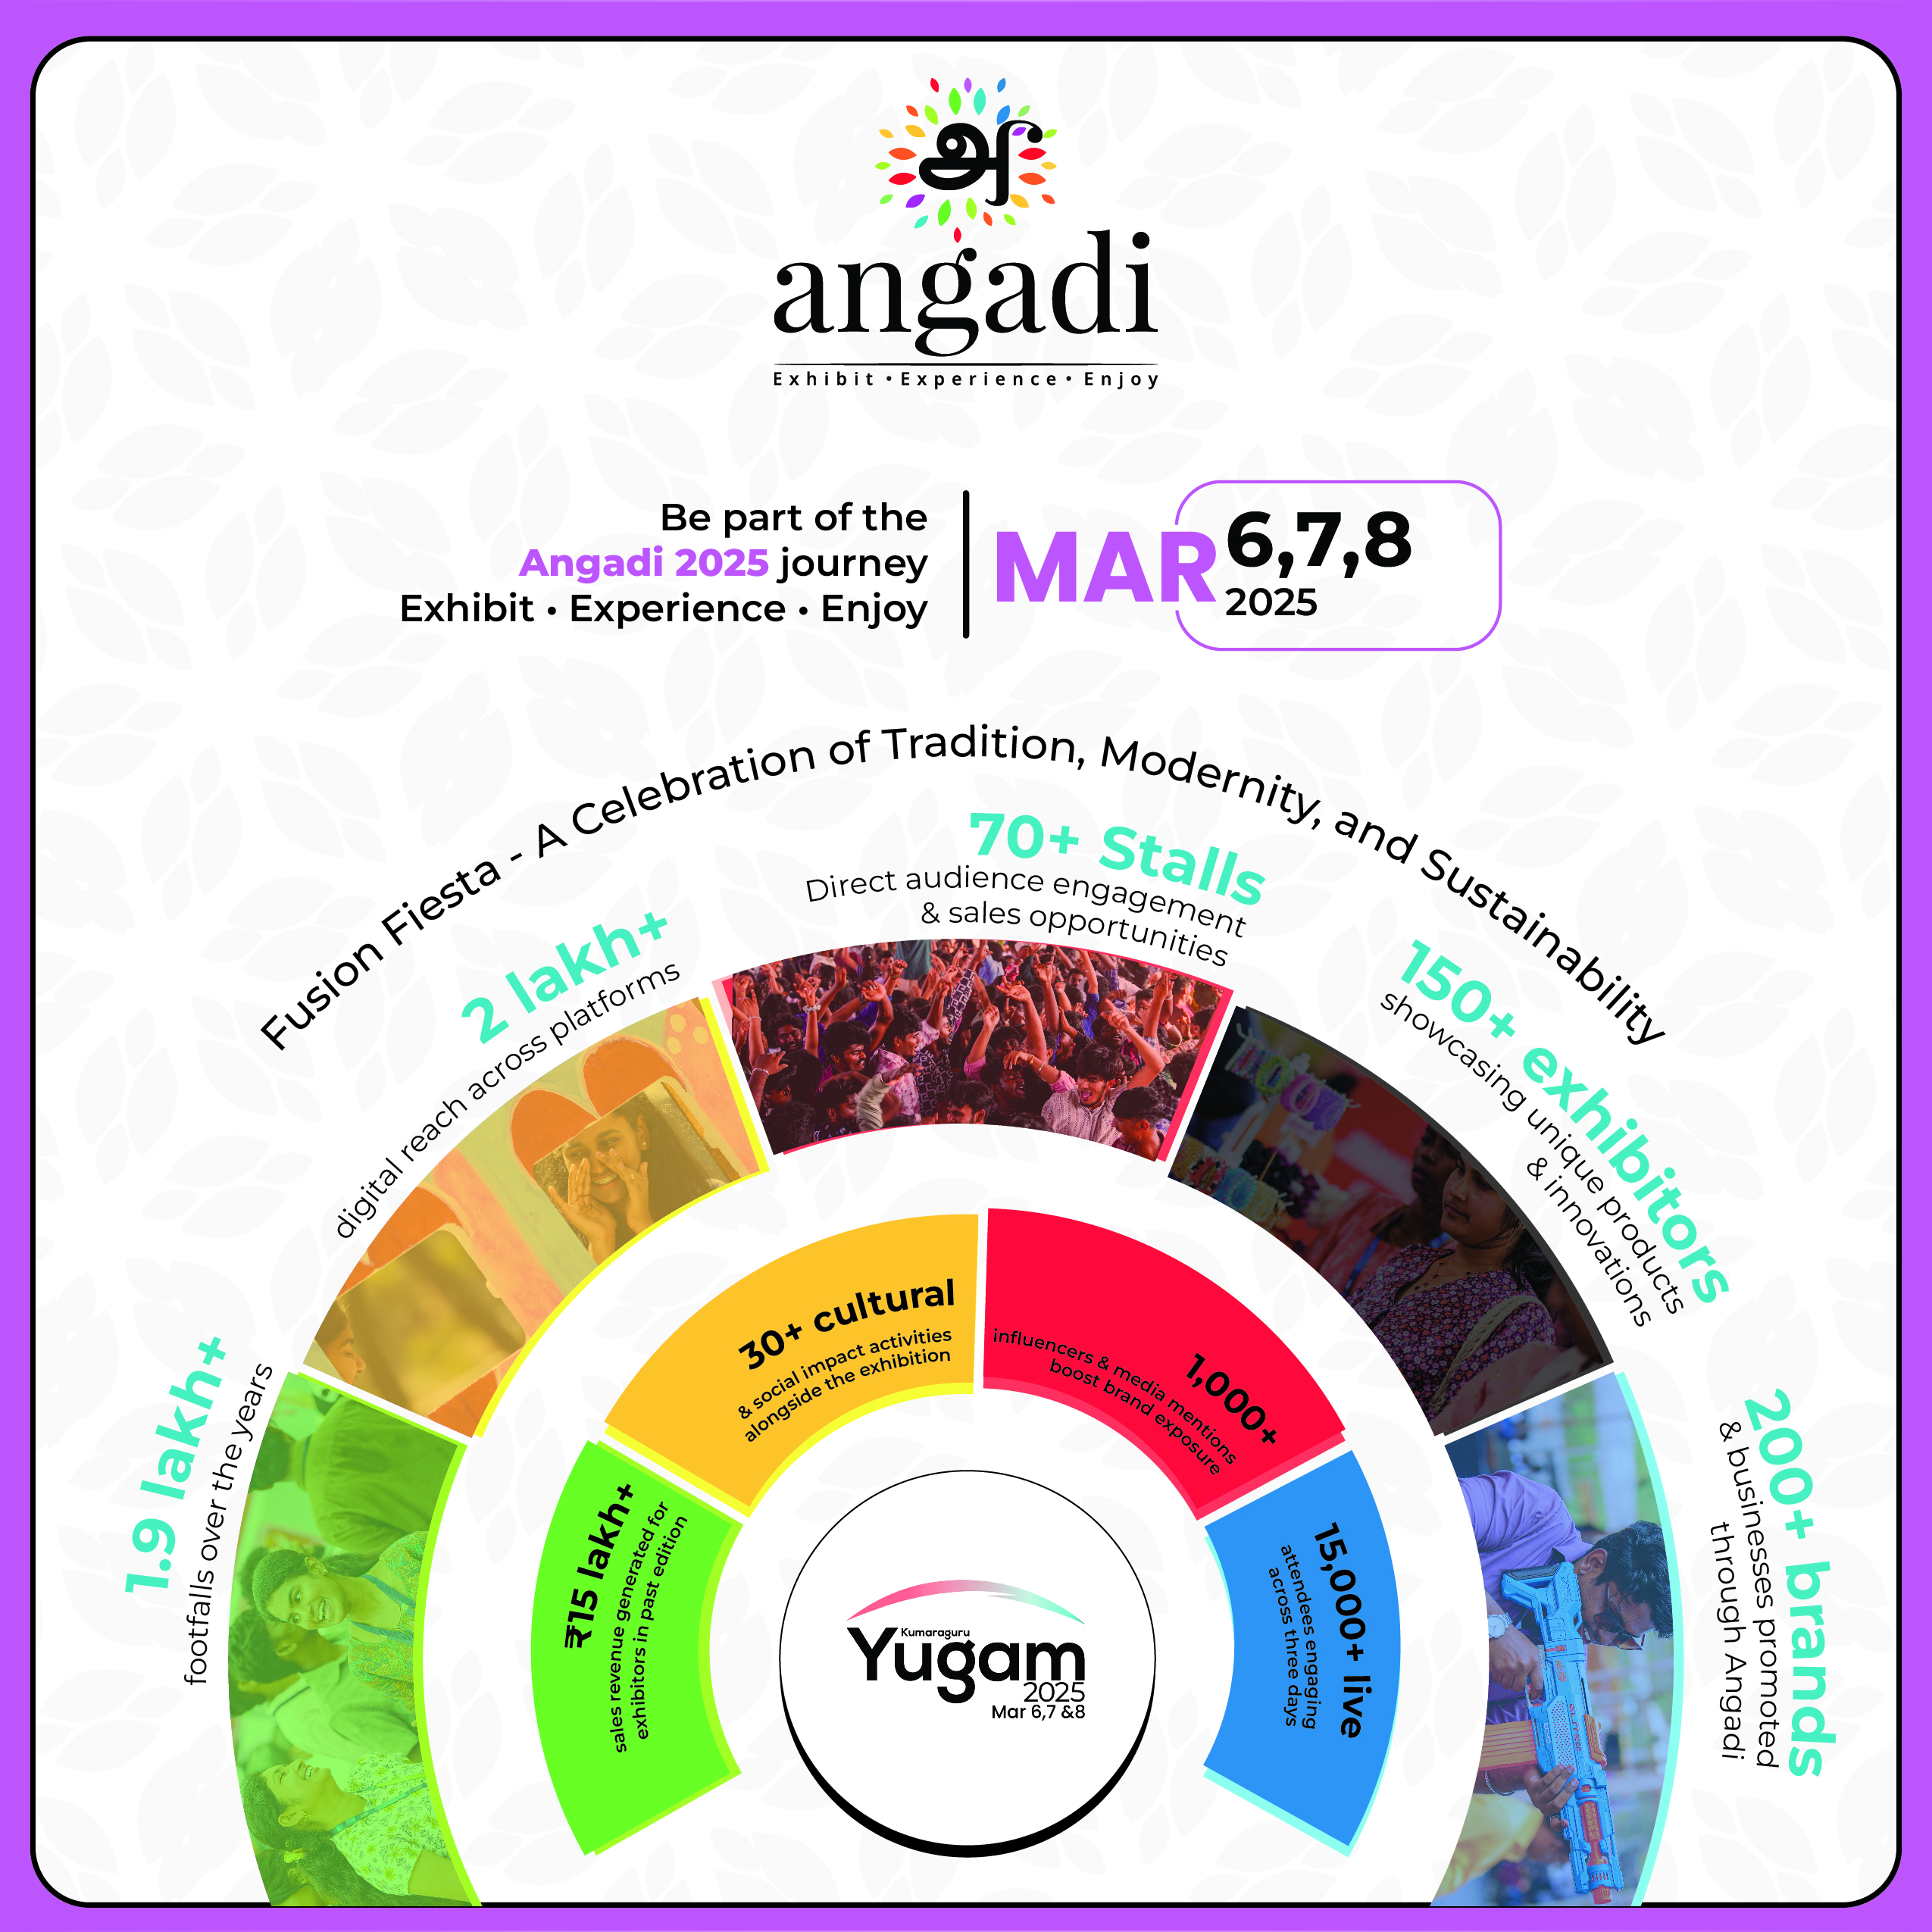 அ
angadi
Exhibit • Experience • Enjoy
Be part of the
Angadi 2025 journey
Exhibit • Experience • Enjoy
MAR 6,7,8
2025
Fusion Fiesta - A Celebration of Tradition, Modernity, and Sustainability
1.9 lakh+
footfalls over the years
2 lakh+
digital reach across platforms
70+ Stalls
Direct audience engagement
& sales opportunities
150+ exhibitors
showcasing unique products
& innovations
200+ brands
& businesses promoted
through Angadi
₹15 lakh+
sales revenue generated for
exhibitors in past edition
30+ cultural
& social impact activities
alongside the exhibition
1,000+
influencers & media mentions
boost brand exposure
15,000+ live
attendees engaging
across three days
Kumaraguru
Yugam
2025
Mar 6,7 &8